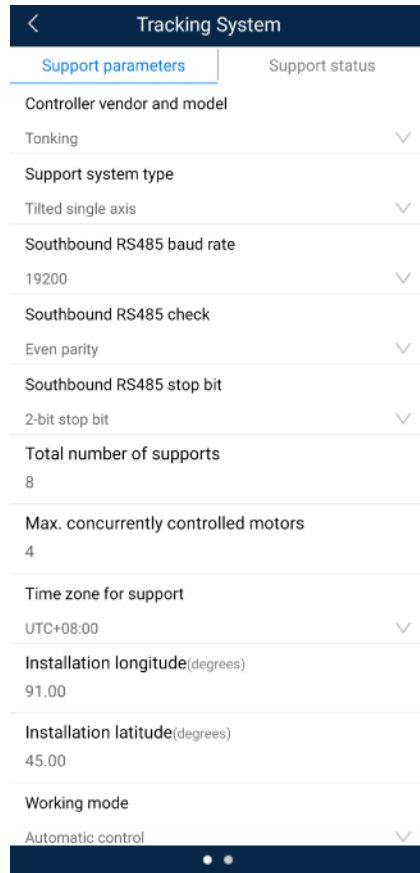 Tracking System
Support parameters Support status
Controller vendor and model
Tonking
Support system type
Tilted single axis
Southbound RS485 baud rate
19200
Southbound RS485 check
Even parity
Southbound RS485 stop bit
2-bit stop bit
Total number of supports
8
Max. concurrently controlled motors
4
Time zone for support
UTC+08:00
Installation longitude(degrees)
91.00
Installation latitude(degrees)
45.00
Working mode
Automatic control